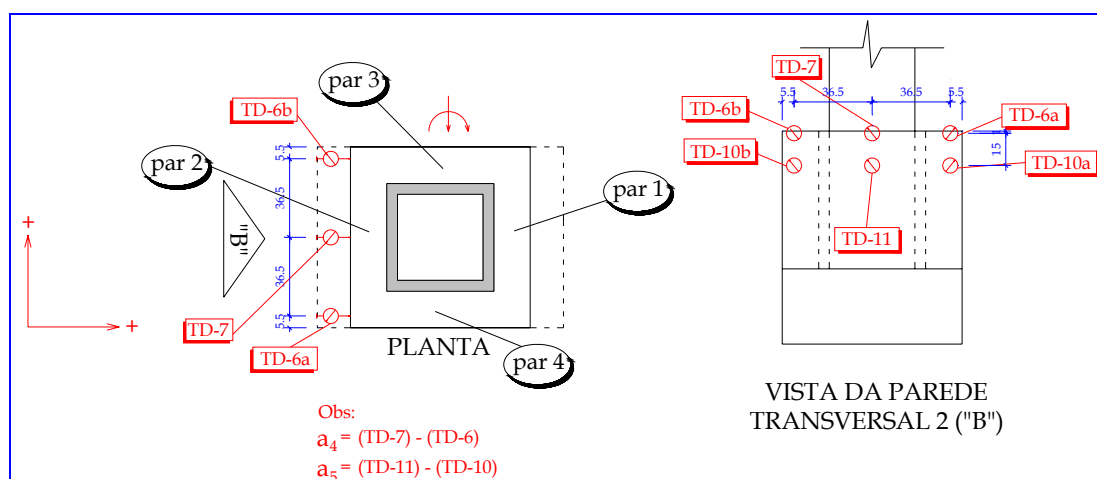 par 3
TD-6b
par 2
par 1
5.5
5.5
36.5
36.5
5.5
"B"
+
+
TD-7
TD-6a
PLANTA
par 4
Obs:
a4 = (TD-7) - (TD-6)
a5 = (TD-11) - (TD-10)
TD-7
5.5
36.5
36.5
5.5
TD-6b
TD-6a
TD-10b
15
1
TD-10a
TD-11
VISTA DA PAREDE
TRANSVERSAL 2 ("B")